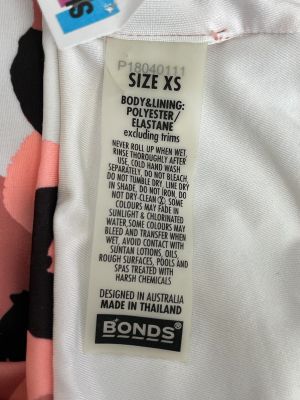 P18040111
SIZE XS
BODY&LINING:
POLYESTER/
ELASTANE
excluding trims
NEVER ROLL UP WHEN WET,
RINSE THOROUGHLY AFTER
USE, COLD HAND WASH
SEPARATELY, DO NOT BLEACH,
DO NOT TUMBLE DRY, LINE DRY
IN SHADE, DO NOT IRON, DO
NOT DRY-CLEAN Ⓧ, SOME
COLOURS MAY FADE IN
SUNLIGHT & CHLORINATED
WATER,SOME COLOURS MAY
BLEED AND TRANSFER WHEN
WET, AVOID CONTACT WITH
SUNTAN LOTIONS, OILS,
ROUGH SURFACES, POOLS AND
SPAS TREATED WITH
HARSH CHEMICALS
DESIGNED IN AUSTRALIA
MADE IN THAILAND
BONDS®